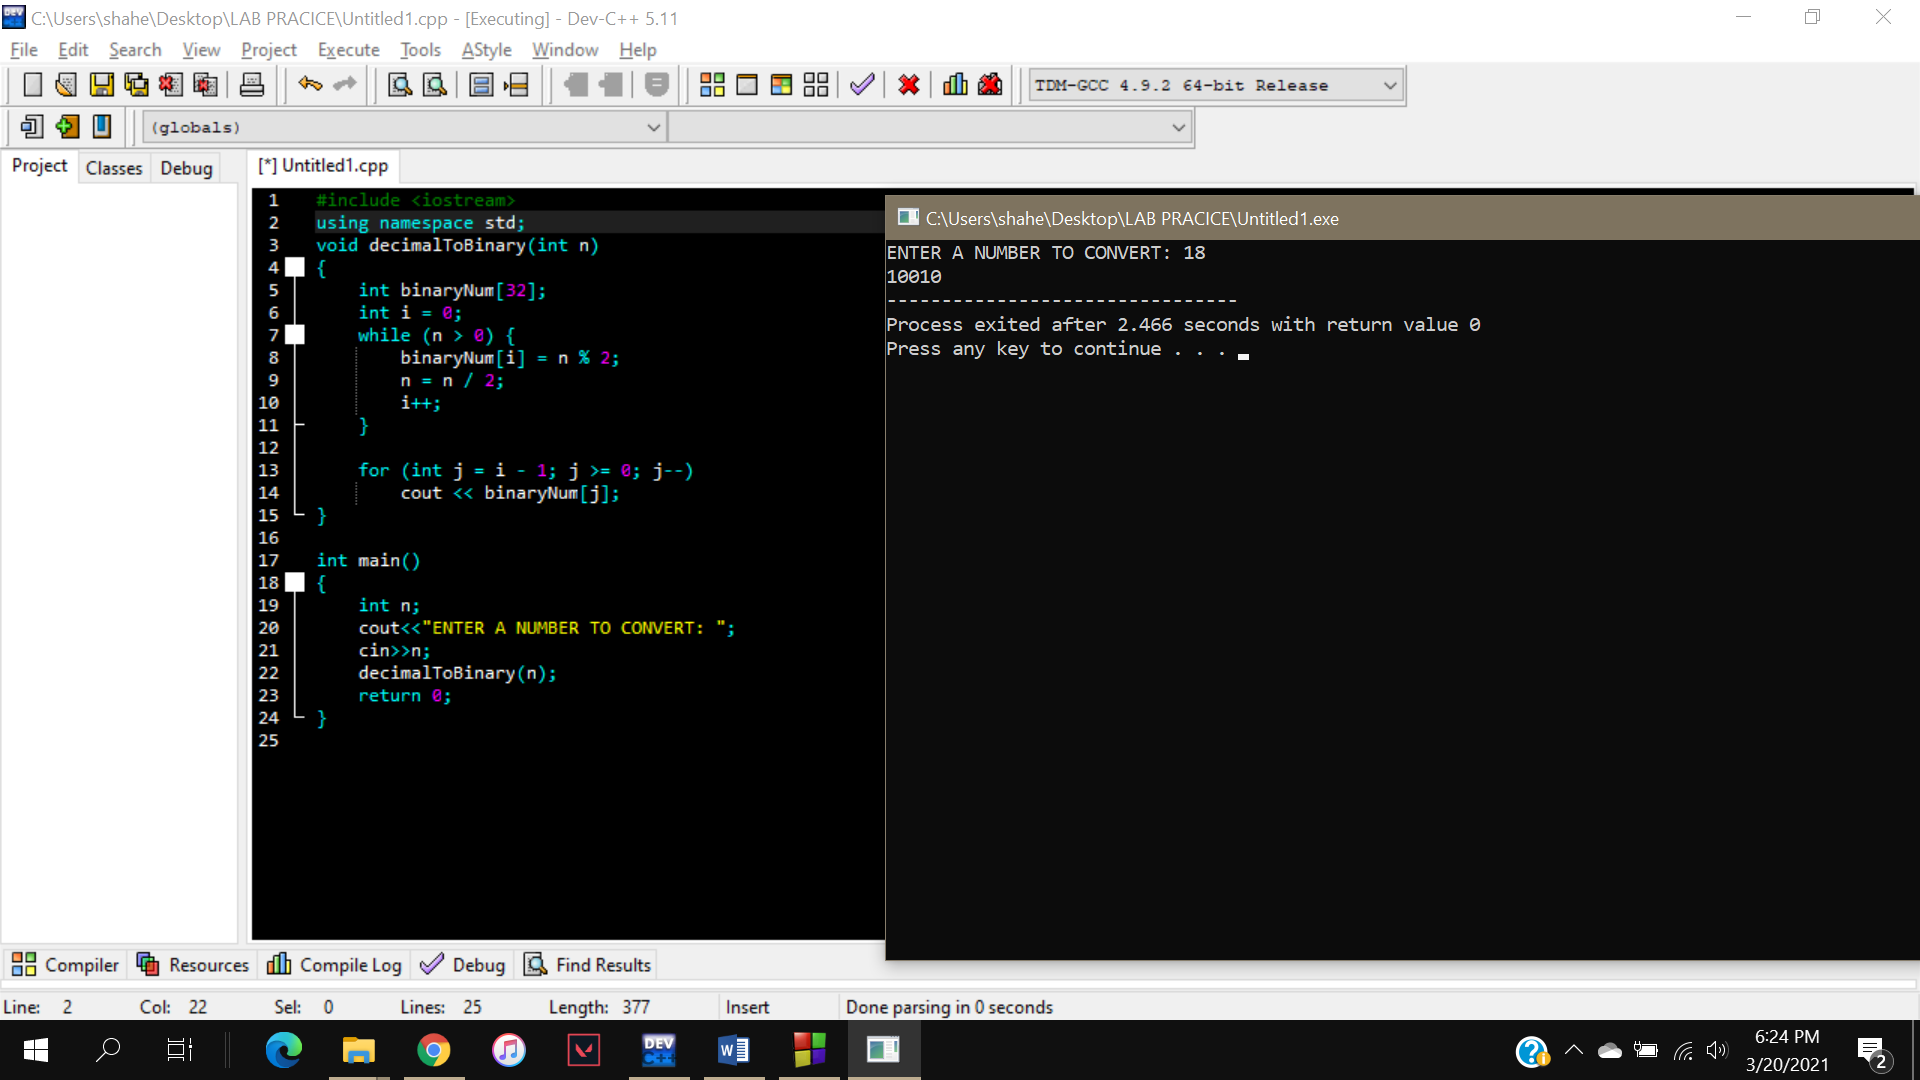 C:\Users\shahe\Desktop\LAB PRACICE\Untitled1.cpp - [Executing] - Dev-C++ 5.11
File Edit Search View Project Execute Tools AStyle Window Help
TDM-GCC 4.9.2 64-bit Release
(globals)
Project Classes Debug
[*] Untitled1.cpp
1 #include <iostream>
2 using namespace std;
3 void decimalToBinary(int n)
4 {
5     int binaryNum[32];
6     int i = 0;
7     while (n > 0) {
8         binaryNum[i] = n % 2;
9         n = n / 2;
10         i++;
11     }
12
13     for (int j = i - 1; j >= 0; j--)
14         cout << binaryNum[j];
15 }
16
17 int main()
18 {
19     int n;
20     cout<<"ENTER A NUMBER TO CONVERT: ";
21     cin>>n;
22     decimalToBinary(n);
23     return 0;
24 }
25
C:\Users\shahe\Desktop\LAB PRACICE\Untitled1.exe
ENTER A NUMBER TO CONVERT: 18
10010
--------------------------------
Process exited after 2.466 seconds with return value 0
Press any key to continue . . .
Compiler Resources Compile Log Debug Find Results
Line: 2 Col: 22 Sel: 0 Lines: 25 Length: 377 Insert Done parsing in 0 seconds
DEV
C++
6:24 PM
3/20/2021
2